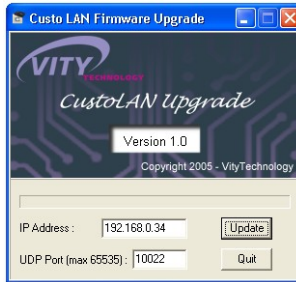 Custo LAN Firmware Upgrade
VITY
TECHNOLOGY
CustoLAN Upgrade
Version 1.0
Copyright 2005 - VityTechnology
IP Address : 192.168.0.34 Update
UDP Port (max 65535) : 10022 Quit